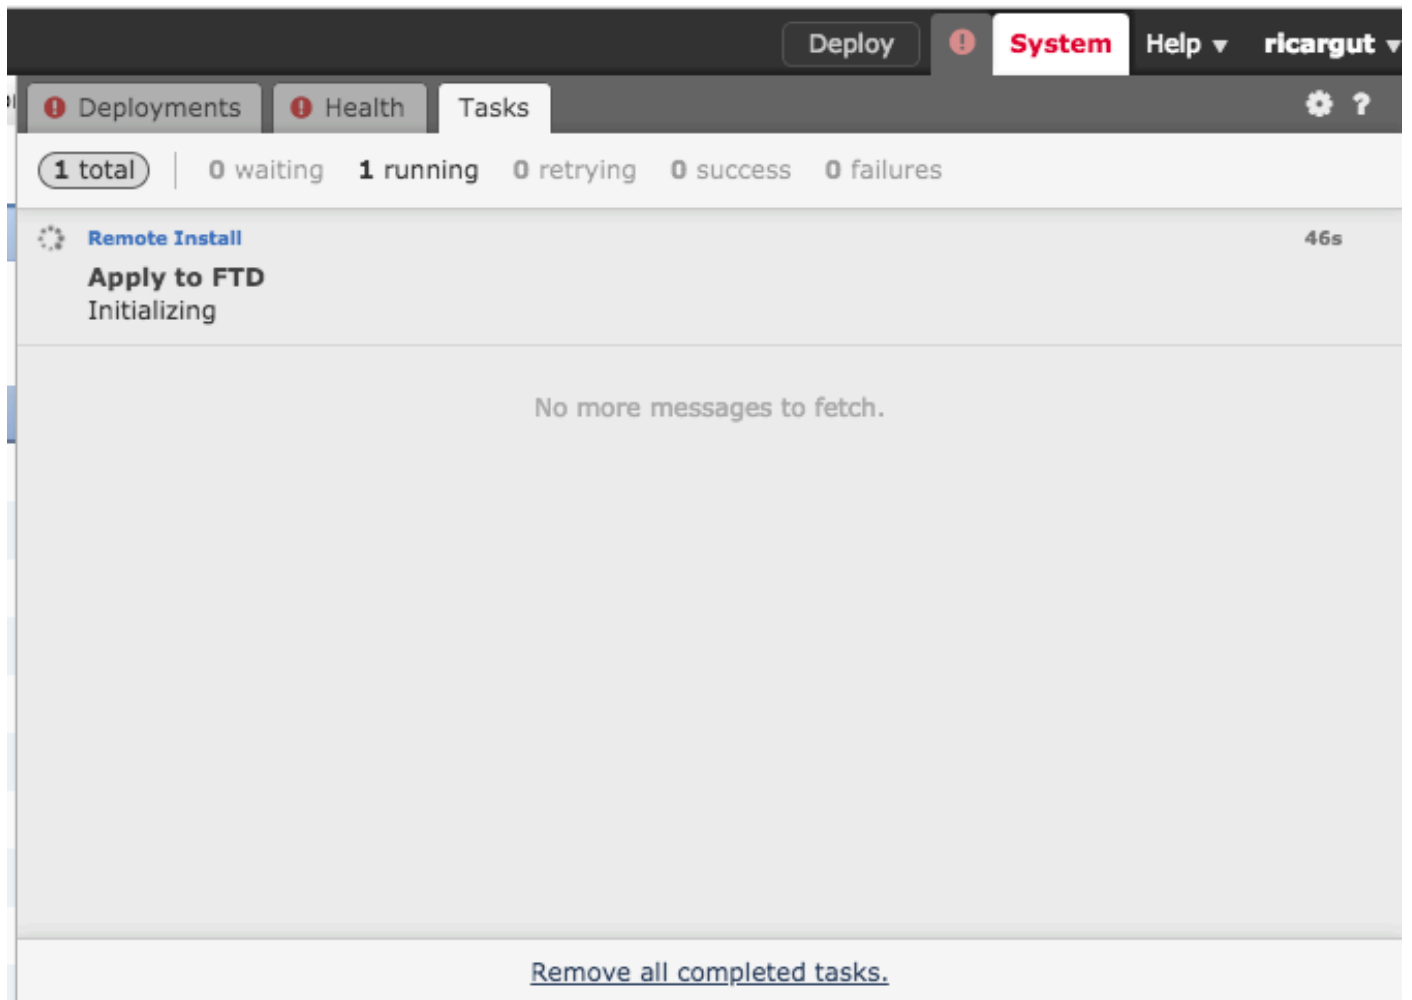 Deploy System Help ricargut
Deployments Health Tasks ?
1 total 0 waiting 1 running 0 retrying 0 success 0 failures
Remote Install 46s
Apply to FTD
Initializing
No more messages to fetch.
Remove all completed tasks.